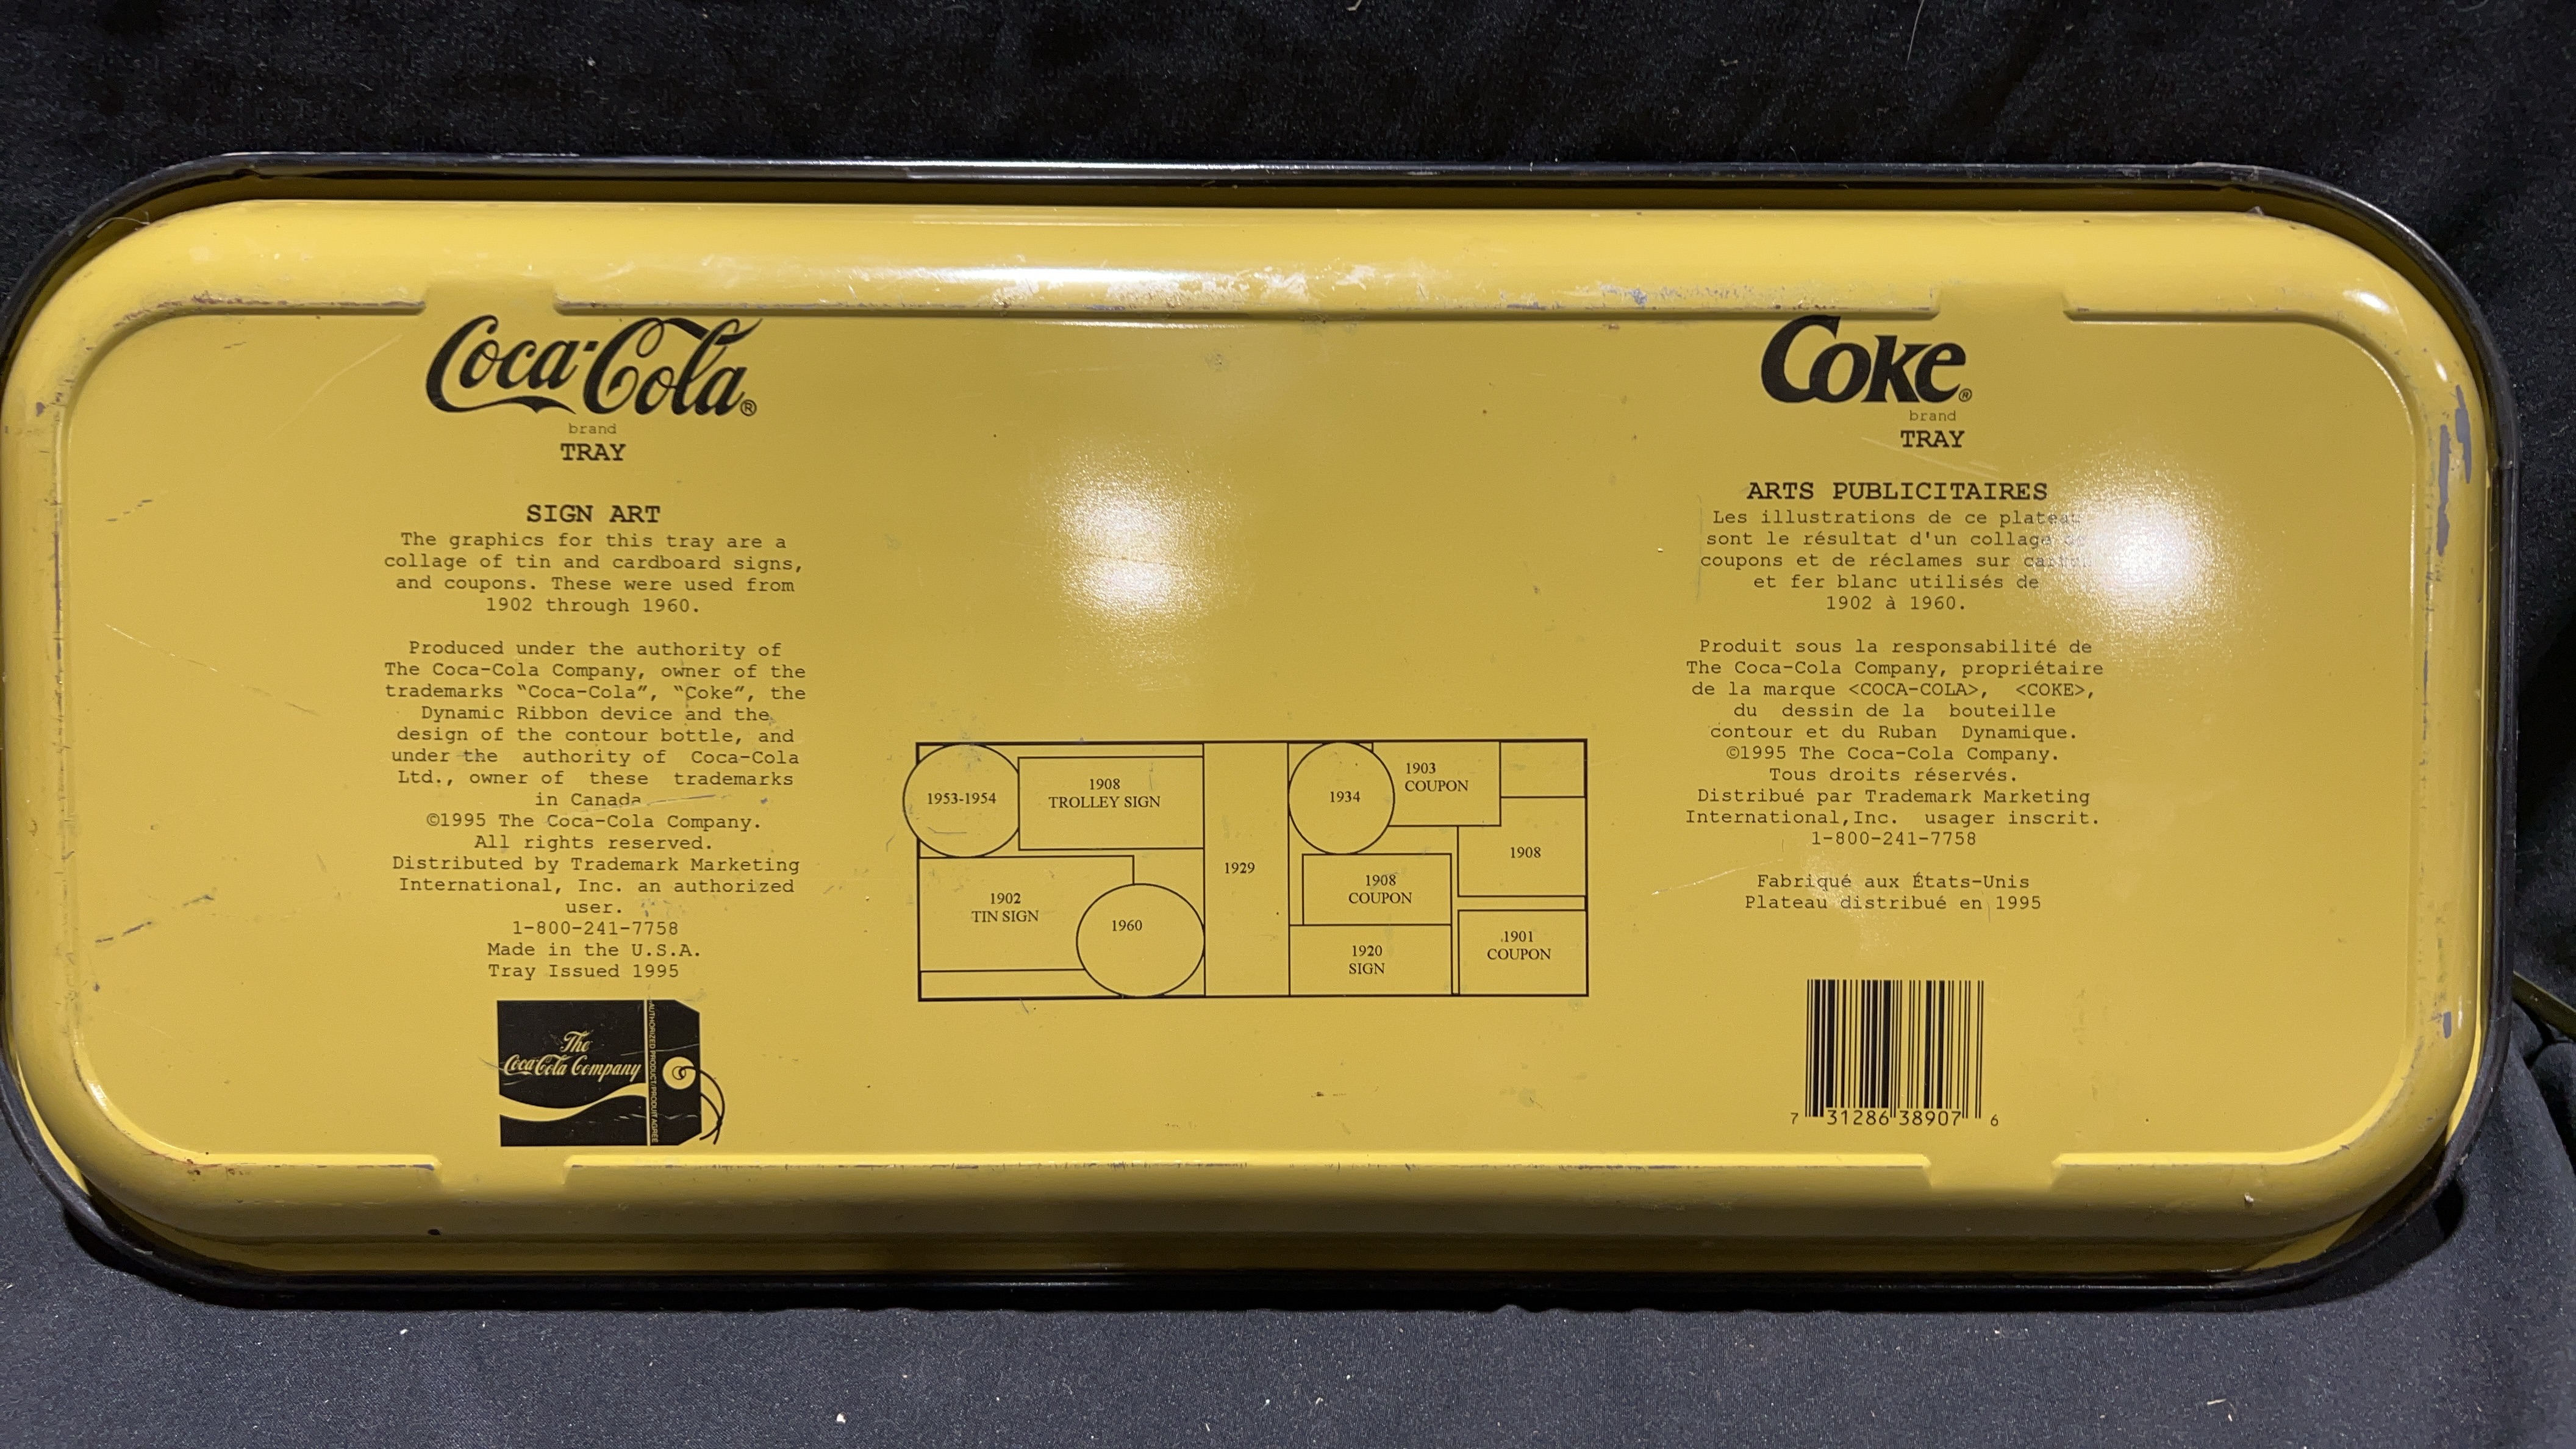 Coca-Cola®
brand
TRAY
SIGN ART
The graphics for this tray are a
collage of tin and cardboard signs,
and coupons. These were used from
1902 through 1960.
Produced under the authority of
The Coca-Cola Company, owner of the
trademarks “Coca-Cola”, “Coke”, the
Dynamic Ribbon device and the
design of the contour bottle, and
under the authority of Coca-Cola
Ltd., owner of these trademarks
in Canada
©1995 The Coca-Cola Company.
All rights reserved.
Distributed by Trademark Marketing
International, Inc. an authorized
user.
1-800-241-7758
Made in the U.S.A.
Tray Issued 1995
The
Coca-Cola Company
AUTHORIZED PRODUCT/PRODUIT AGRÉÉ
1953-1954
1908
TROLLEY SIGN
1902
TIN SIGN
1960
1929
1934
1903
COUPON
1908
1908
COUPON
1920
SIGN
1901
COUPON
Coke®
brand
TRAY
ARTS PUBLICITAIRES
Les illustrations de ce plateau
sont le résultat d'un collage de
coupons et de réclames sur carton
et fer blanc utilisés de
1902 à 1960.
Produit sous la responsabilité de
The Coca-Cola Company, propriétaire
de la marque <COCA-COLA>, <COKE>,
du dessin de la bouteille
contour et du Ruban Dynamique.
©1995 The Coca-Cola Company.
Tous droits réservés.
Distribué par Trademark Marketing
International,Inc. usager inscrit.
1-800-241-7758
Fabriqué aux États-Unis
Plateau distribué en 1995
7 31286 38907 6